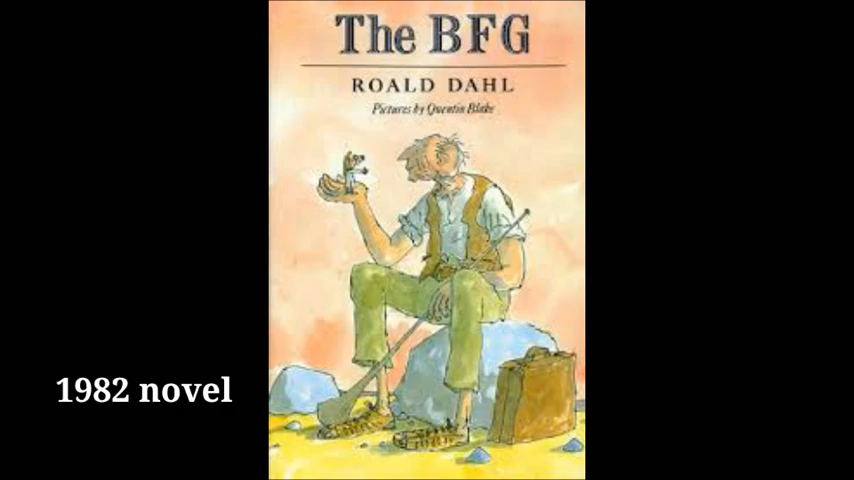 The BFG
ROALD DAHL
Pictures by Quentin Blake
1982 novel